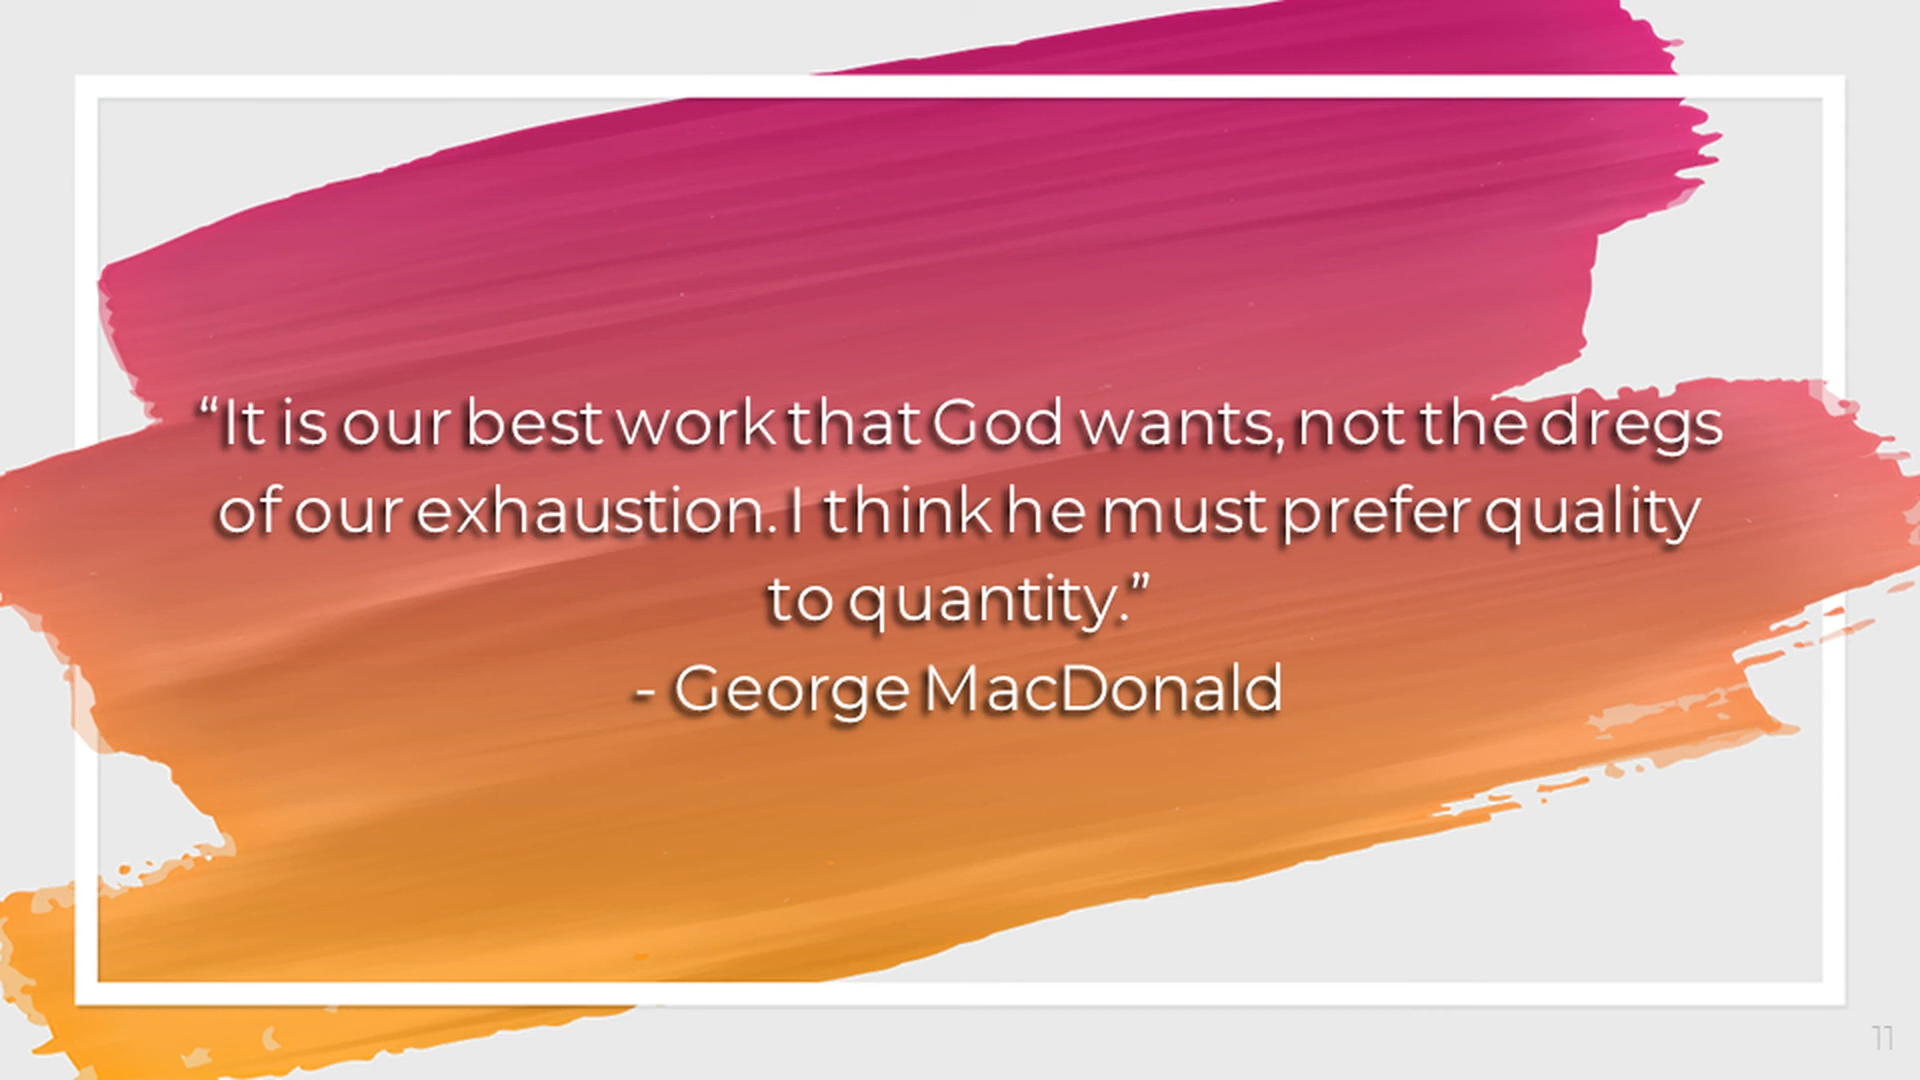 “It is our best work that God wants, not the dregs
of our exhaustion. I think he must prefer quality
to quantity.”
- George MacDonald
11